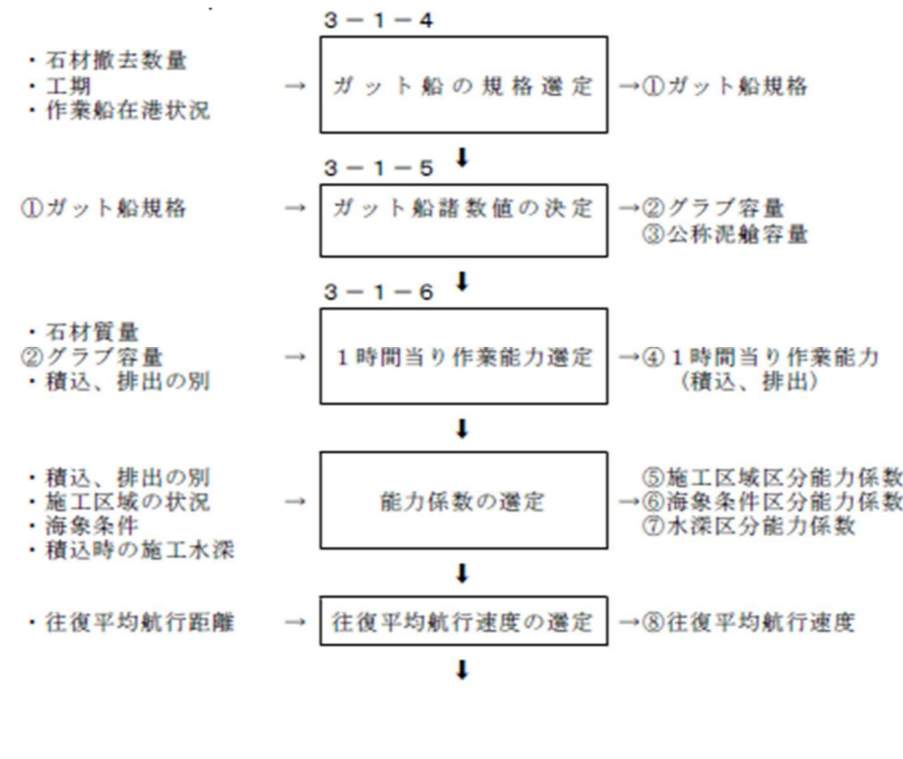 3－1－4
・石材撤去数量
・工期
・作業船在港状況
→
ガット船の規格選定
→①ガット船規格
⬇
3－1－5
①ガット船規格
→
ガット船諸数値の決定
→②グラブ容量
③公称泥艙容量
⬇
3－1－6
・石材質量
②グラブ容量
・積込、排出の別
→
1時間当り作業能力選定
→④1時間当り作業能力
(積込、排出)
⬇
・積込、排出の別
・施工区域の状況
・海象条件
・積込時の施工水深
→
能力係数の選定
⑤施工区域区分能力係数
→⑥海象条件区分能力係数
⑦水深区分能力係数
⬇
・往復平均航行距離
→
往復平均航行速度の選定
→⑧往復平均航行速度
⬇